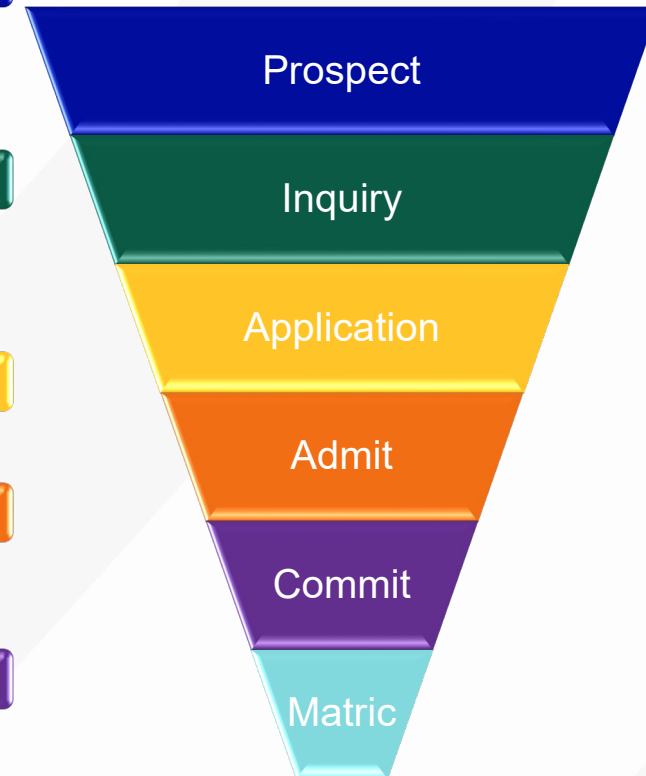 Prospect
Inquiry
Application
Admit
Commit
Matric